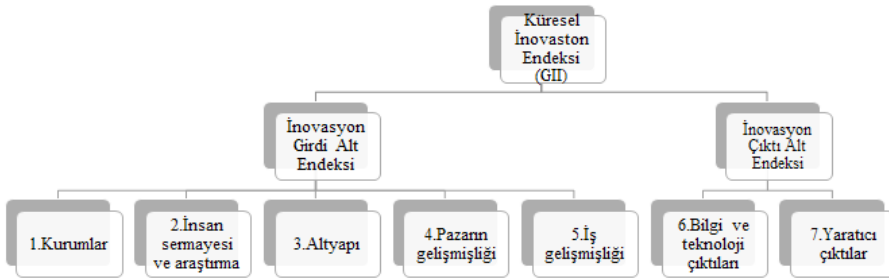 Küresel
İnovaston
Endeksi
(GII)
İnovasyon
Girdi Alt
Endeksi
İnovasyon
Çıktı Alt
Endeksi
1.Kurumlar
2.İnsan
sermayesi
ve araştırma
3.Altyapı
4.Pazarın
gelişmişliği
5.İş
gelişmişliği
6.Bilgi ve
teknoloji
çıktıları
7.Yaratıcı
çıktılar